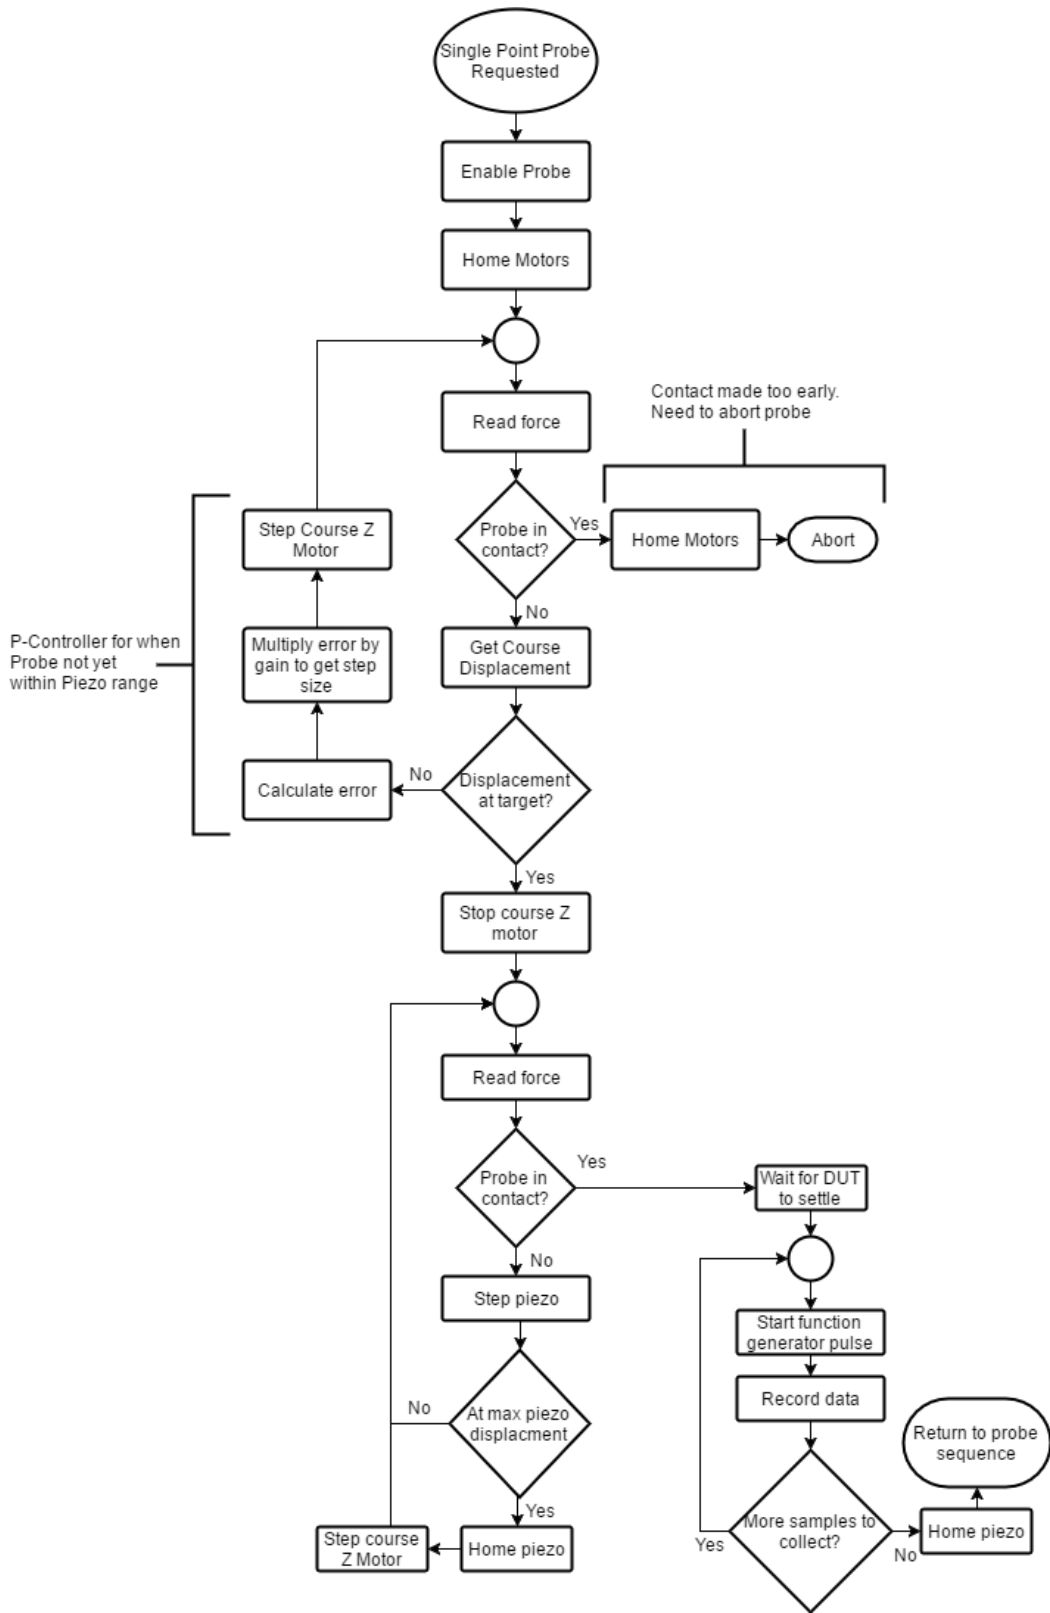 Single Point Probe
Requested
Enable Probe
Home Motors
Read force
Contact made too early.
Need to abort probe
Probe in
contact?
Yes
Home Motors
Abort
No
Step Course Z
Motor
Multiply error by
gain to get step
size
Calculate error
P-Controller for when
Probe not yet
within Piezo range
Get Course
Displacement
Displacement
at target?
No
Yes
Stop course Z
motor
Read force
Probe in
contact?
Yes
No
Step piezo
At max piezo
displacment
No
Yes
Home piezo
Step course
Z Motor
Wait for DUT
to settle
Start function
generator pulse
Record data
More samples to
collect?
Yes
No
Home piezo
Return to probe
sequence